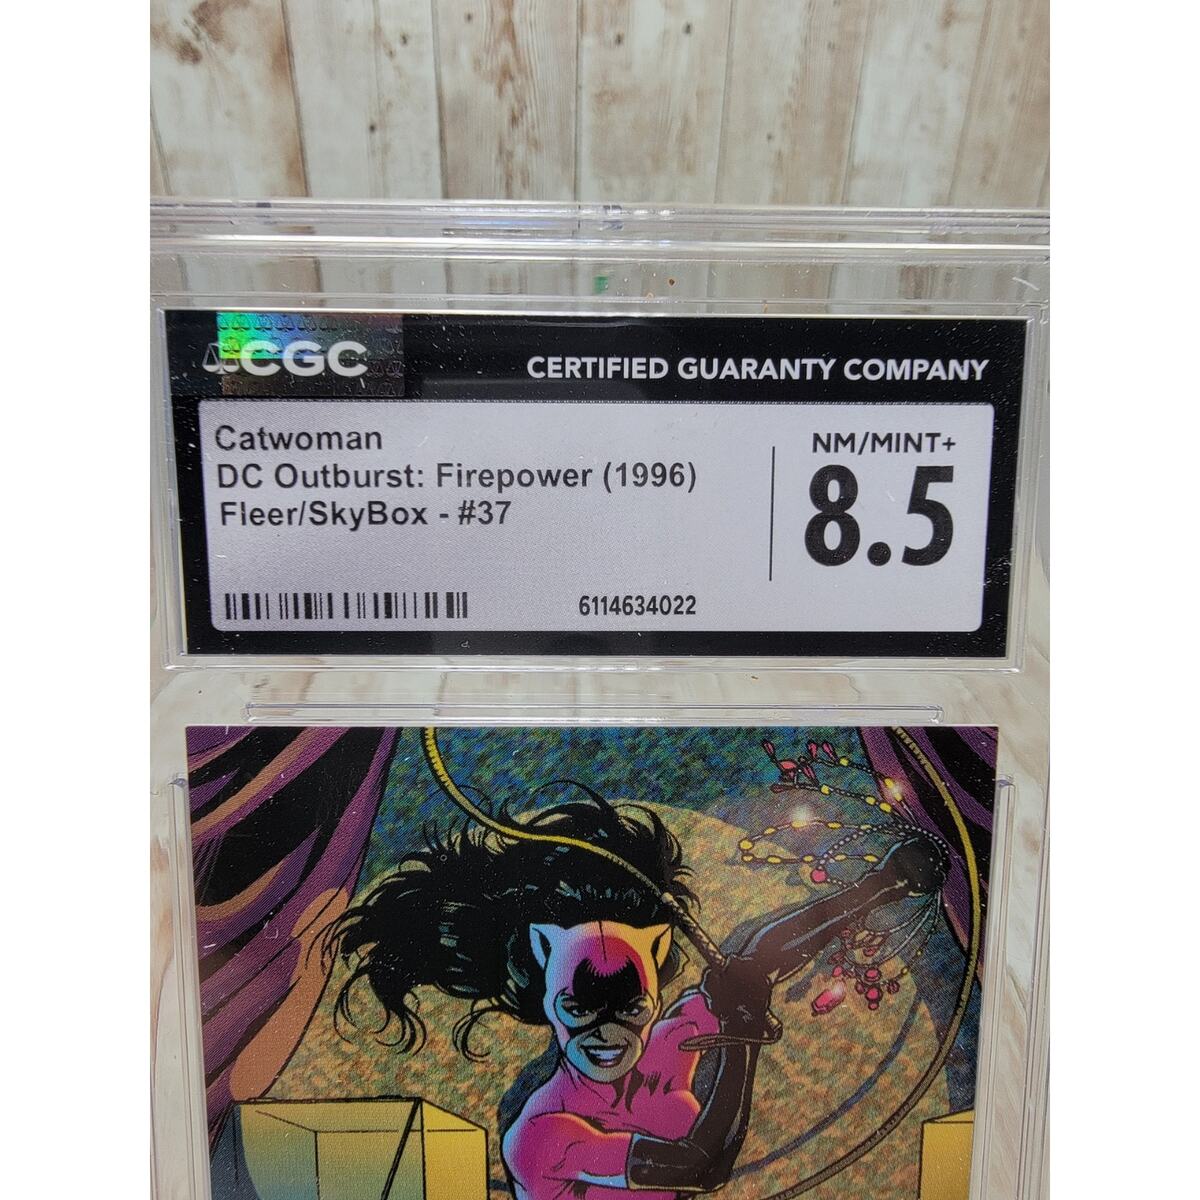 CGC
CERTIFIED GUARANTY COMPANY
Catwoman
DC Outburst: Firepower (1996)
Fleer/SkyBox - #37
NM/MINT+
8.5
6114634022